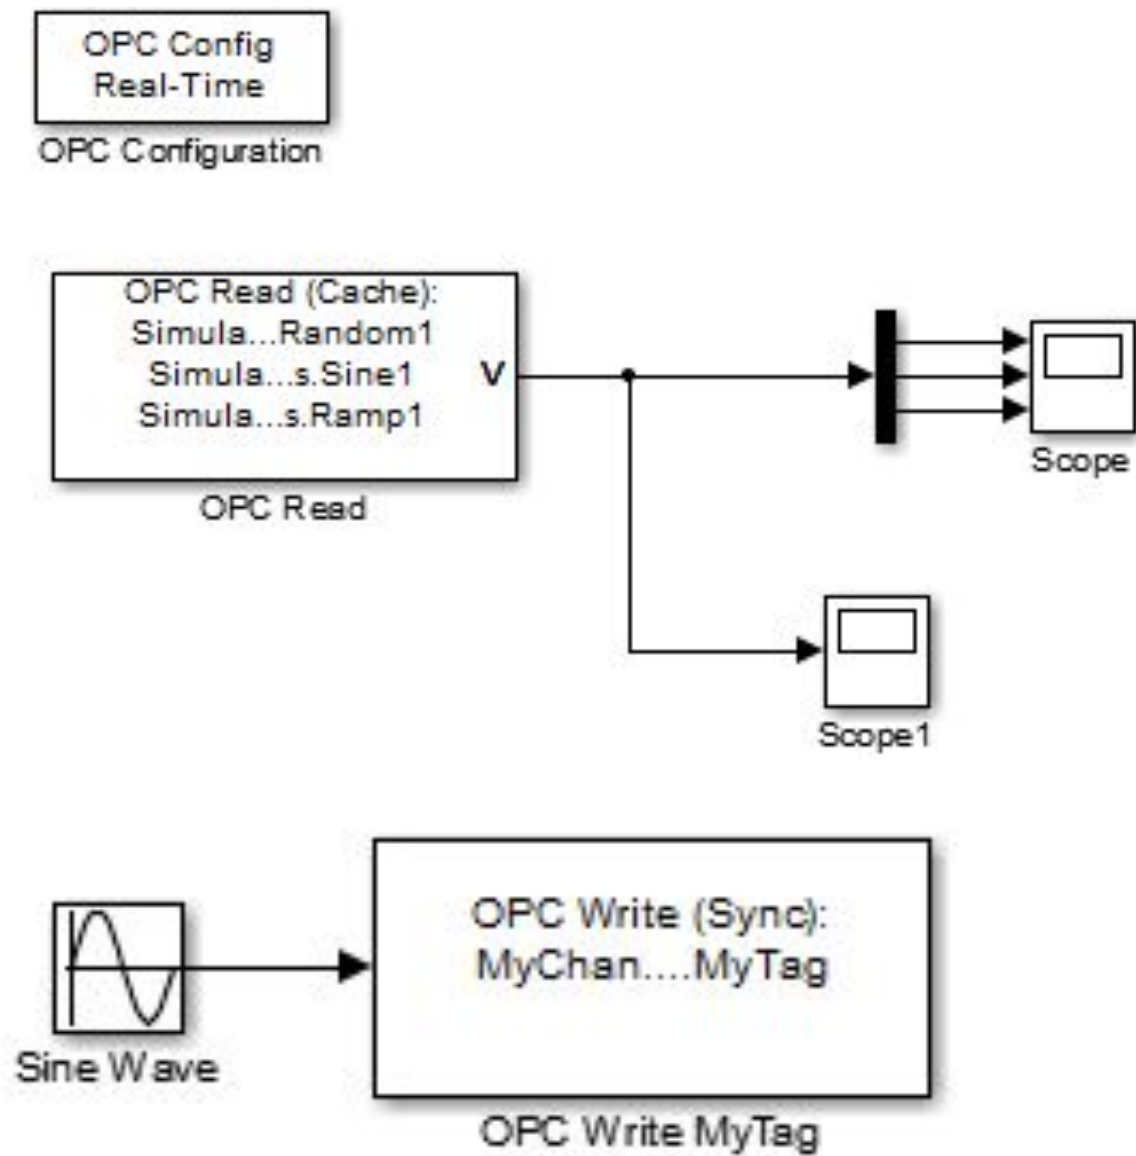 OPC Config
Real-Time
OPC Configuration
OPC Read (Cache):
Simula...Random1
Simula...s.Sine1
V
Simula...s.Ramp1
OPC Read
Scope
Scope1
OPC Write (Sync):
MyChan....MyTag
Sine Wave
OPC Write MyTag